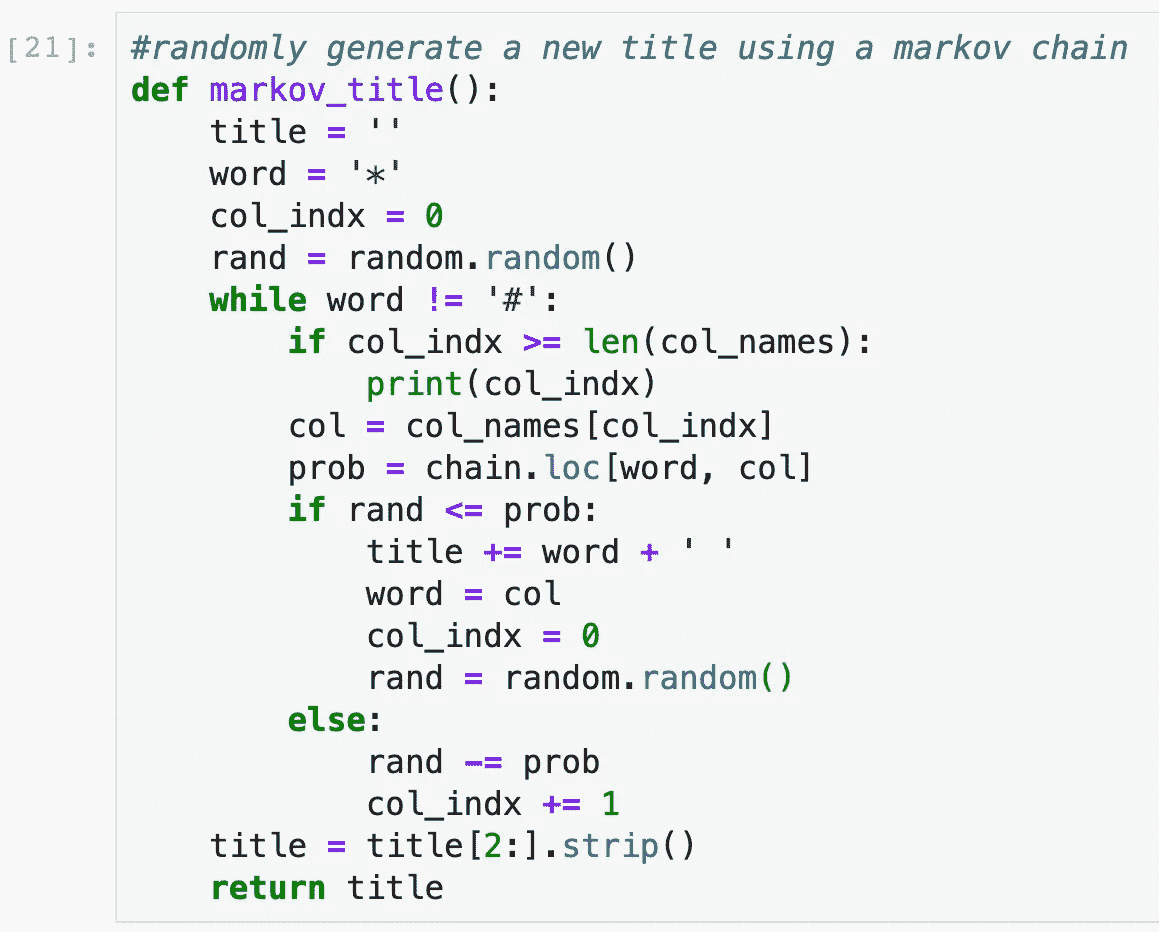 [21]: #randomly generate a new title using a markov chain
def markov_title():
    title = ''
    word = '*'
    col_indx = 0
    rand = random.random()
    while word != '#':
        if col_indx >= len(col_names):
            print(col_indx)
        col = col_names[col_indx]
        prob = chain.loc[word, col]
        if rand <= prob:
            title += word + ' '
            word = col
            col_indx = 0
            rand = random.random()
        else:
            rand -= prob
            col_indx += 1
    title = title[2:].strip()
    return title